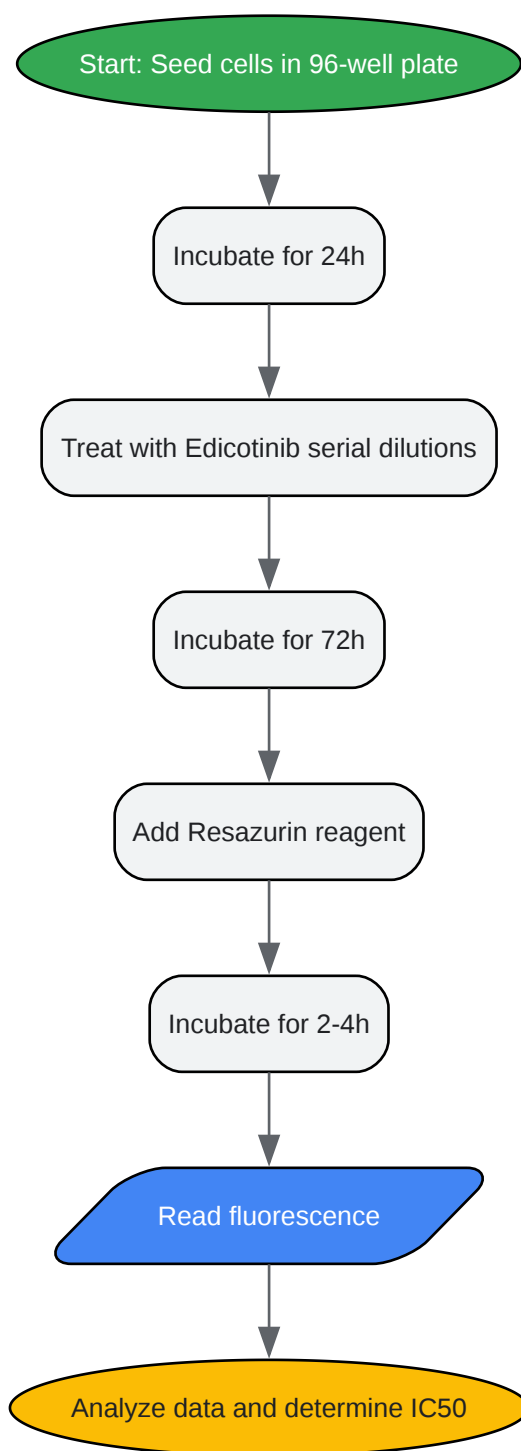 Start: Seed cells in 96-well plate
Incubate for 24h
Treat with Edicotinib serial dilutions
Incubate for 72h
Add Resazurin reagent
Incubate for 2-4h
Read fluorescence
Analyze data and determine IC50